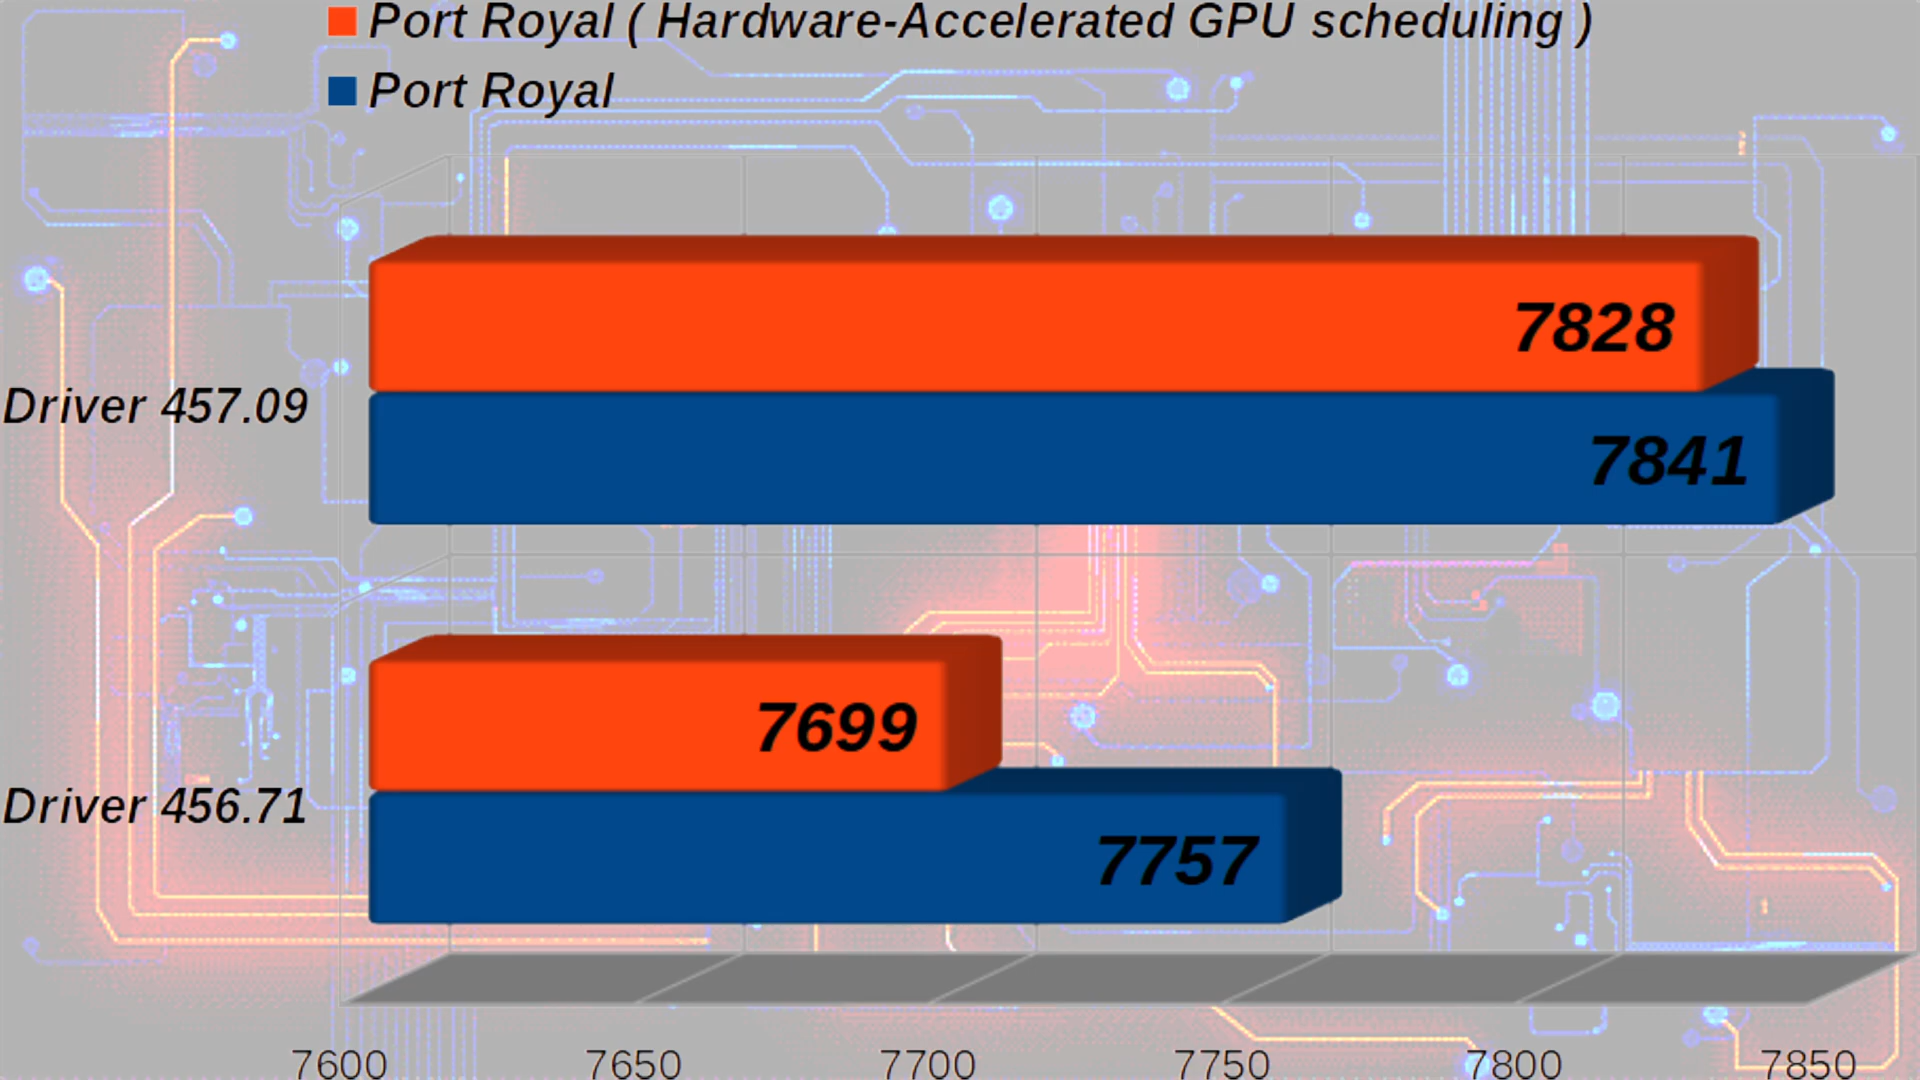 Port Royal ( Hardware-Accelerated GPU scheduling )
Port Royal
7828
Driver 457.09
7841
7699
Driver 456.71
7757
7600 7650 7700 7750 7800 7850